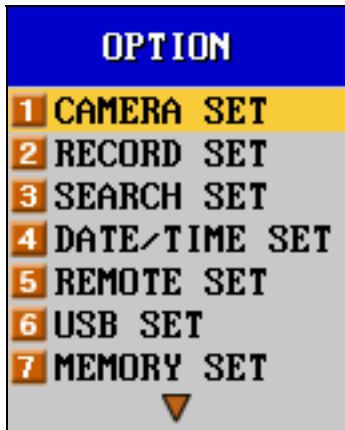 OPTION
1 CAMERA SET
2 RECORD SET
3 SEARCH SET
4 DATE/TIME SET
5 REMOTE SET
6 USB SET
7 MEMORY SET